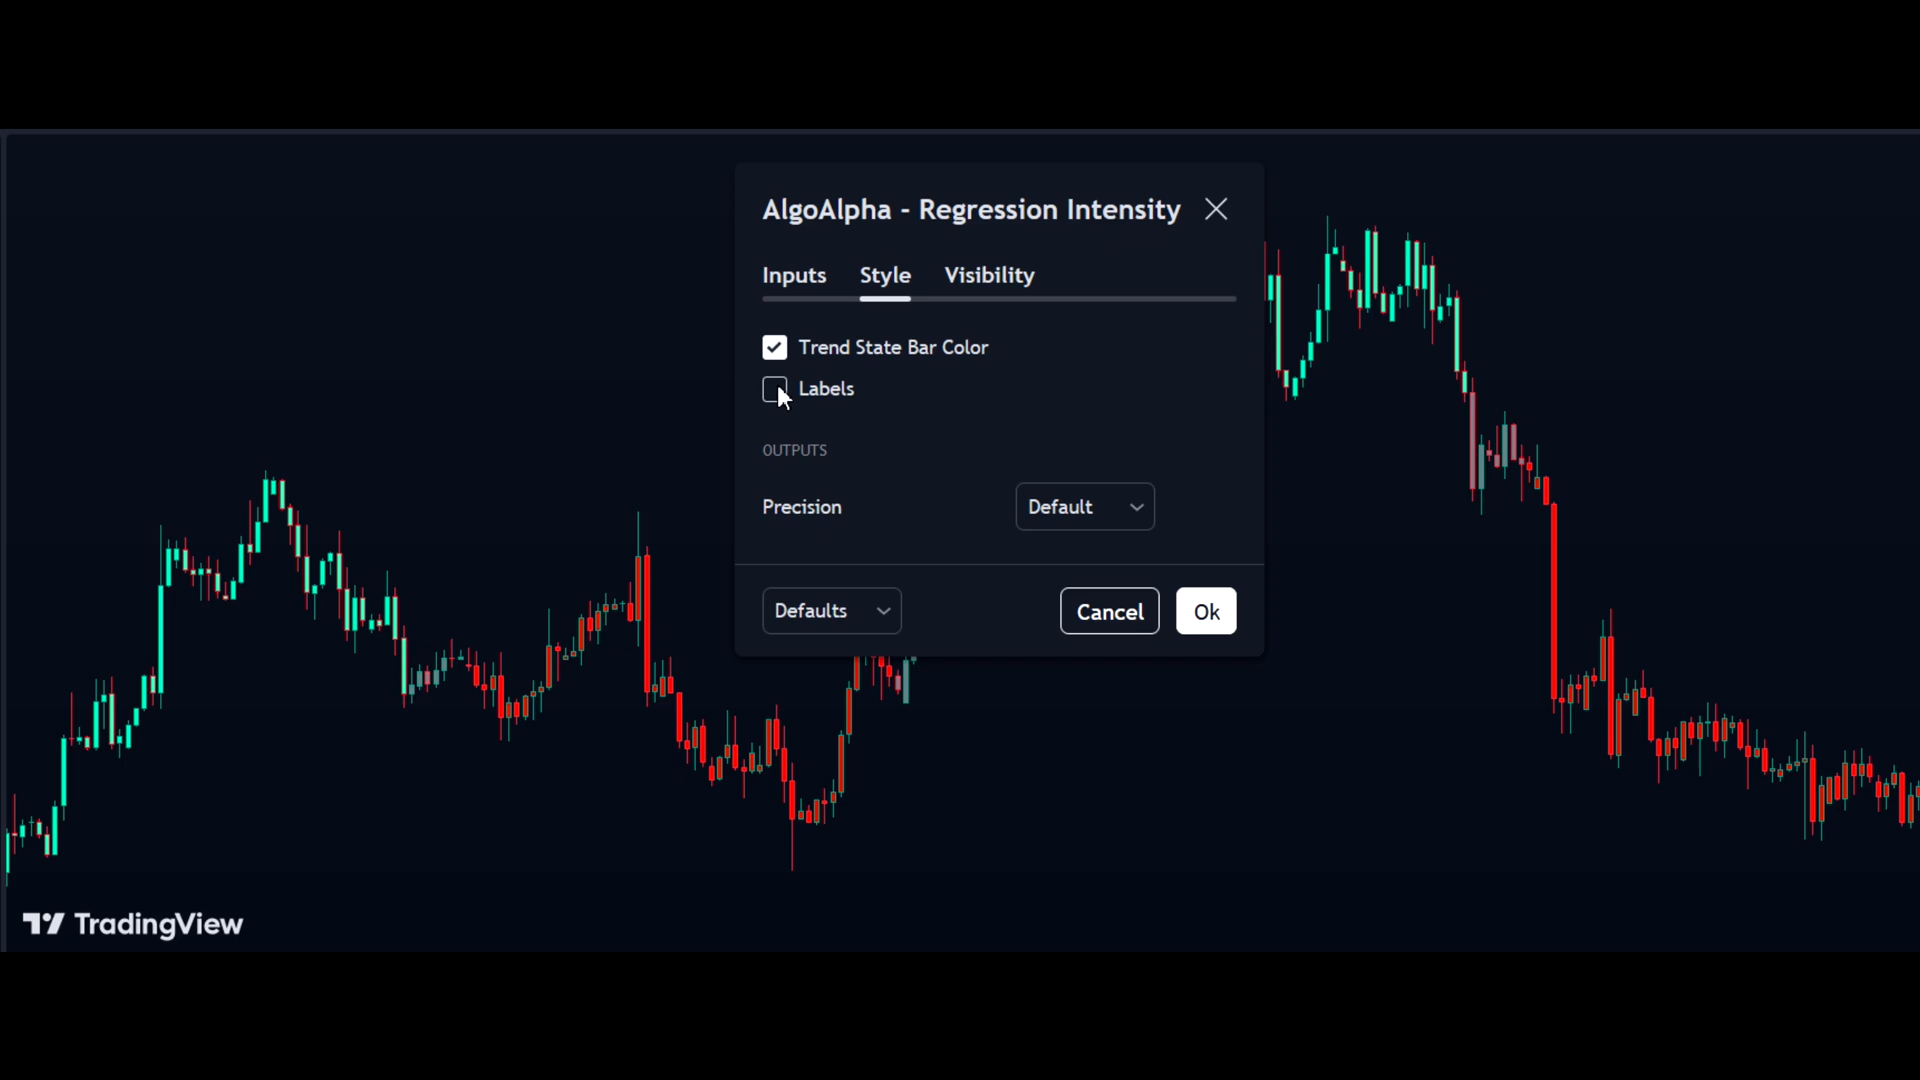 AlgoAlpha - Regression Intensity
Inputs Style Visibility
Trend State Bar Color
Labels
OUTPUTS
Precision Default
Defaults Cancel Ok
TradingView